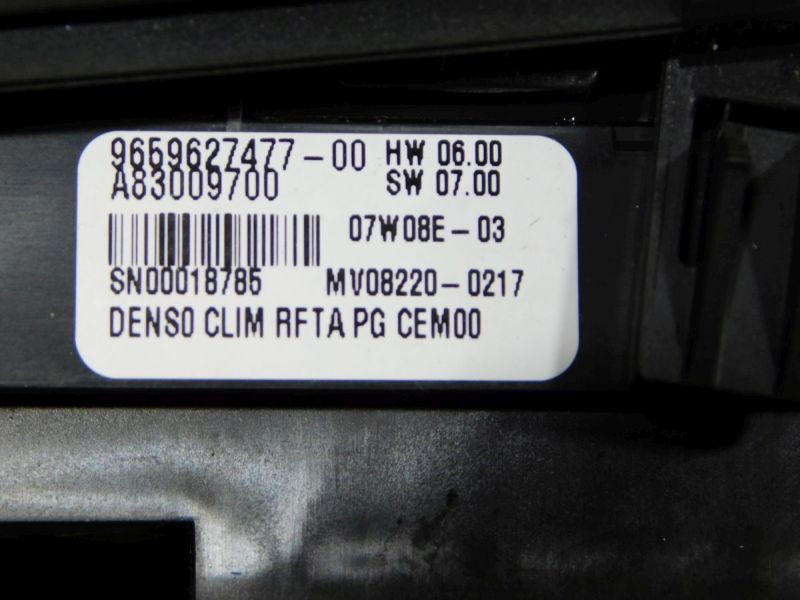 9659627477-00 HW 06.00
A83009700 SW 07.00
07W08E-03
SN00018785 MV08220-0217
DENSO CLIM RFTA PG CEM00